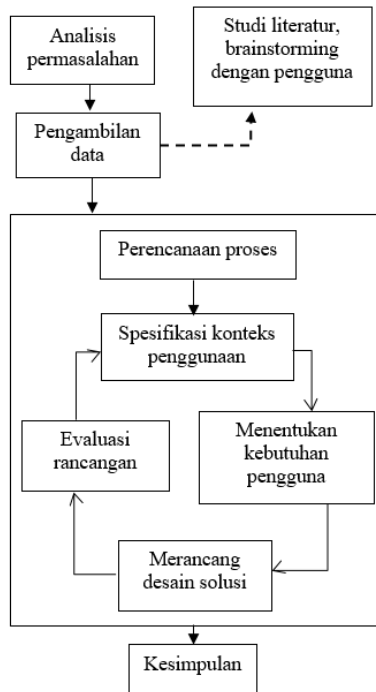 Analisis
permasalahan
Studi literatur,
brainstorming
dengan pengguna
Pengambilan
data
Perencanaan proses
Spesifikasi konteks
penggunaan
Menentukan
kebutuhan
pengguna
Merancang
desain solusi
Evaluasi
rancangan
Kesimpulan